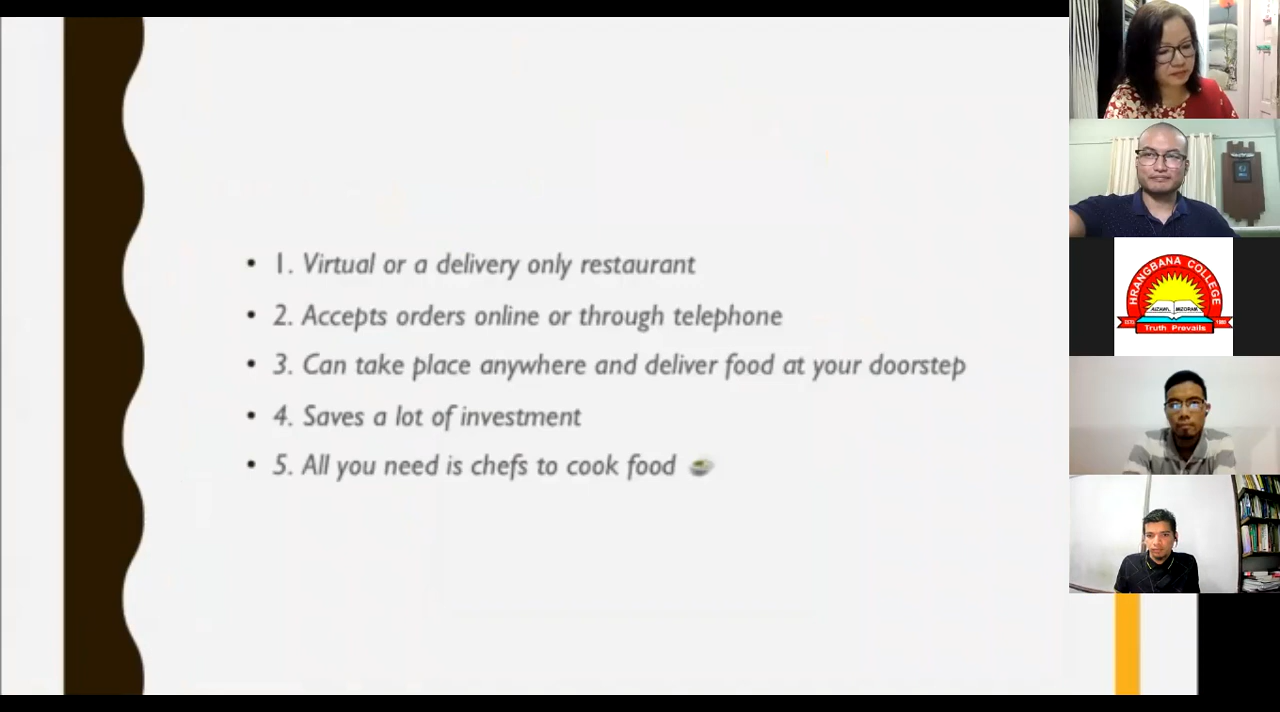 • 1. Virtual or a delivery only restaurant
• 2. Accepts orders online or through telephone
• 3. Can take place anywhere and deliver food at your doorstep
• 4. Saves a lot of investment
• 5. All you need is chefs to cook food
HRANGBANA COLLEGE
AIZAWL MIZORAM
Truth Prevails